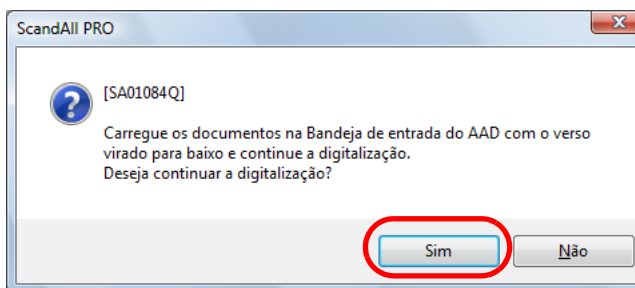 ScandAll PRO
[SA01084Q]
Carregue os documentos na Bandeja de entrada do AAD com o verso
virado para baixo e continue a digitalização.
Deseja continuar a digitalização?
Sim
Não